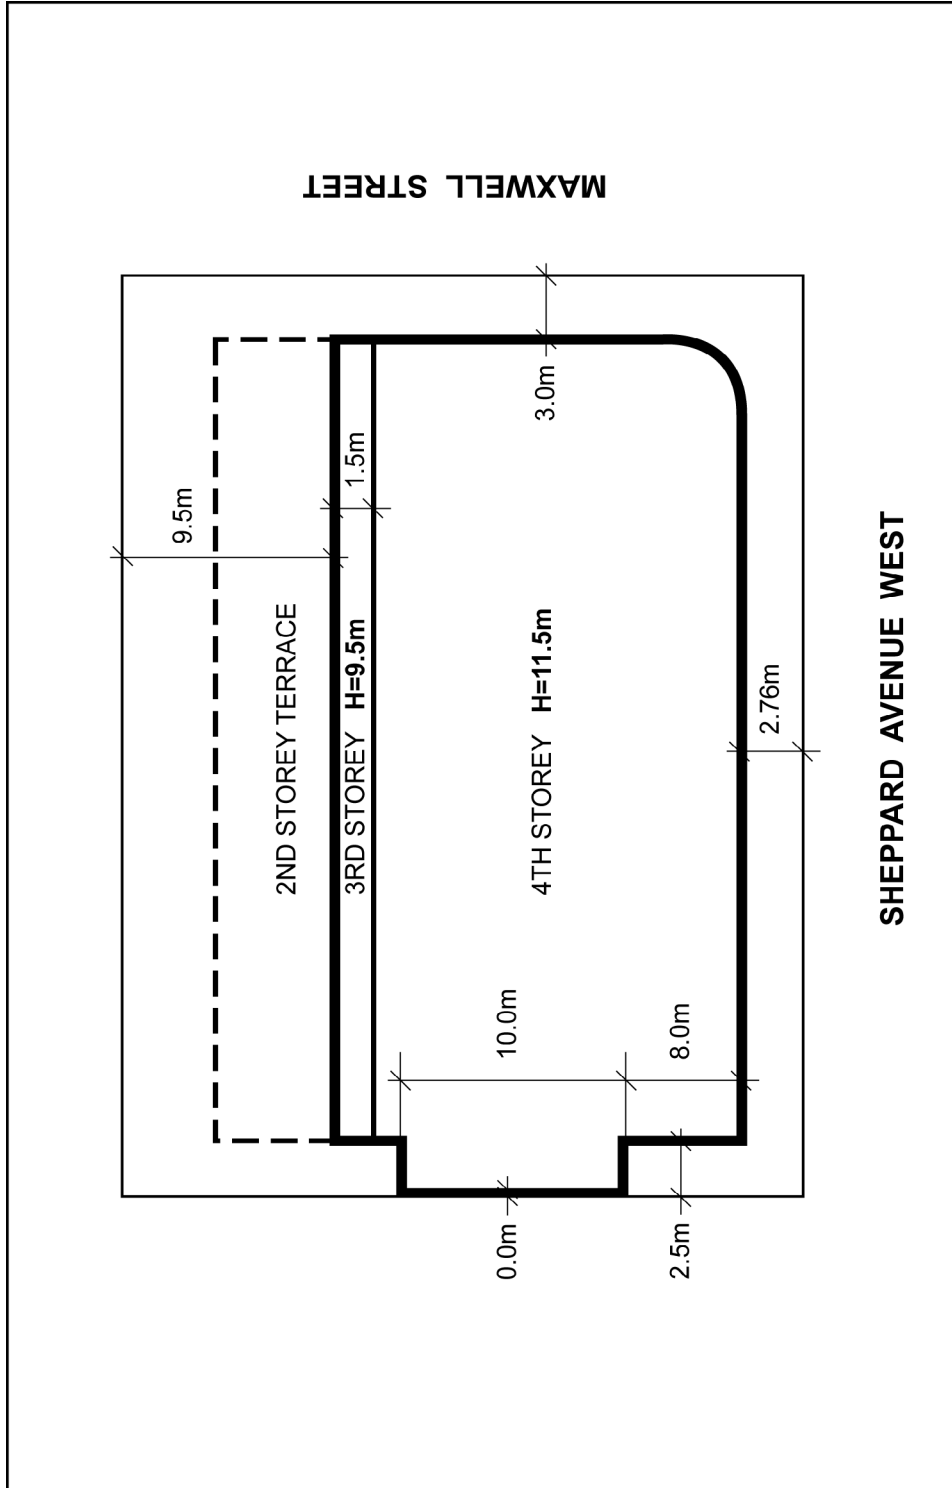 MAXWELL STREET
3.0m
1.5m
9.5m
2ND STOREY TERRACE
3RD STOREY H=9.5m
4TH STOREY H=11.5m
2.76m
SHEPPARD AVENUE WEST
10.0m
8.0m
0.0m
2.5m